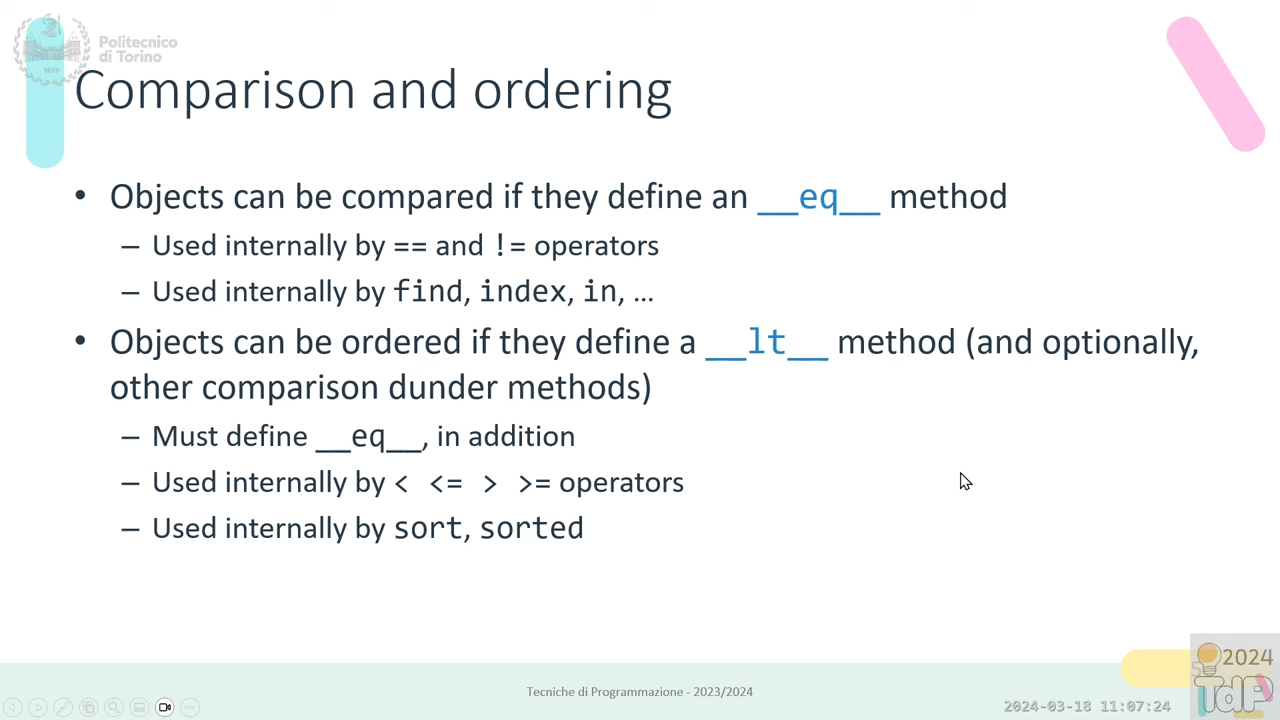 Politecnico
di Torino
1859
Comparison and ordering
• Objects can be compared if they define an __eq__ method
– Used internally by == and != operators
– Used internally by find, index, in, …
• Objects can be ordered if they define a __lt__ method (and optionally,
other comparison dunder methods)
– Must define __eq__, in addition
– Used internally by < <= > >= operators
– Used internally by sort, sorted
Tecniche di Programmazione - 2023/2024
2024
TdP
2024-03-18 11:07:24